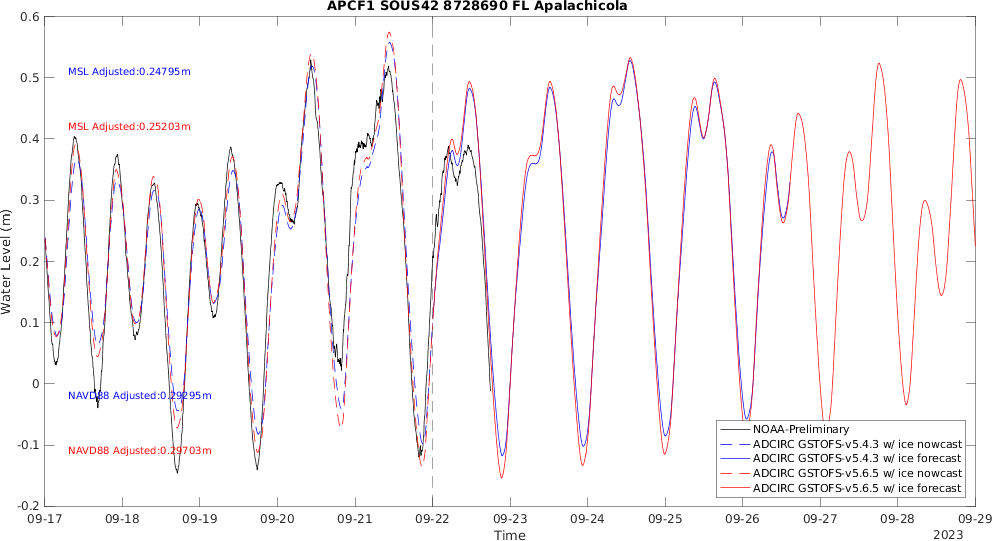 APCF1 SOUS42 8728690 FL Apalachicola
0.6
0.5
0.4
0.3
0.2
0.1
0
-0.1
-0.2
Water Level (m)
MSL Adjusted:0.24795m
MSL Adjusted:0.25203m
NAVD88 Adjusted:0.29295m
NAVD88 Adjusted:0.29703m
NOAA-Preliminary
ADCIRC GSTOFS-v5.4.3 w/ ice nowcast
ADCIRC GSTOFS-v5.4.3 w/ ice forecast
ADCIRC GSTOFS-v5.6.5 w/ ice nowcast
ADCIRC GSTOFS-v5.6.5 w/ ice forecast
09-17 09-18 09-19 09-20 09-21 09-22 09-23 09-24 09-25 09-26 09-27 09-28 09-29
Time
2023